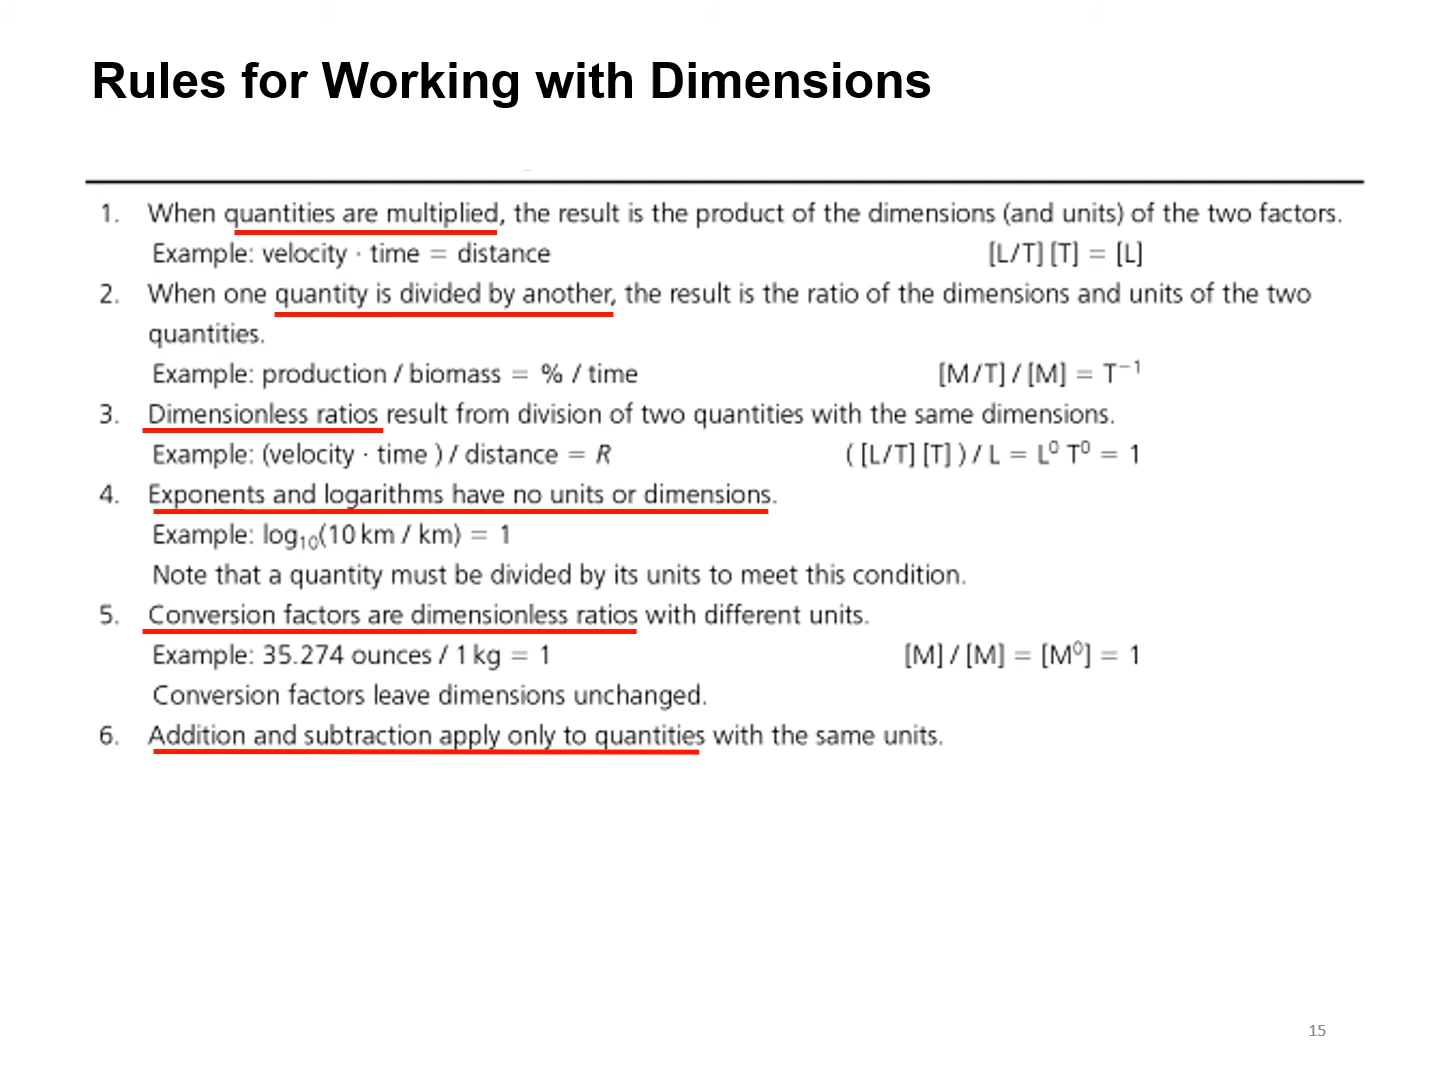 Rules for Working with Dimensions
1. When quantities are multiplied, the result is the product of the dimensions (and units) of the two factors.
Example: velocity · time = distance [L/T] [T] = [L]
2. When one quantity is divided by another, the result is the ratio of the dimensions and units of the two
quantities.
Example: production / biomass = % / time [M/T] / [M] = T⁻¹
3. Dimensionless ratios result from division of two quantities with the same dimensions.
Example: (velocity · time ) / distance = R ( [L/T] [T] ) / L = L⁰ T⁰ = 1
4. Exponents and logarithms have no units or dimensions.
Example: log₁₀(10 km / km) = 1
Note that a quantity must be divided by its units to meet this condition.
5. Conversion factors are dimensionless ratios with different units.
Example: 35.274 ounces / 1 kg = 1 [M] / [M] = [M⁰] = 1
Conversion factors leave dimensions unchanged.
6. Addition and subtraction apply only to quantities with the same units.
15